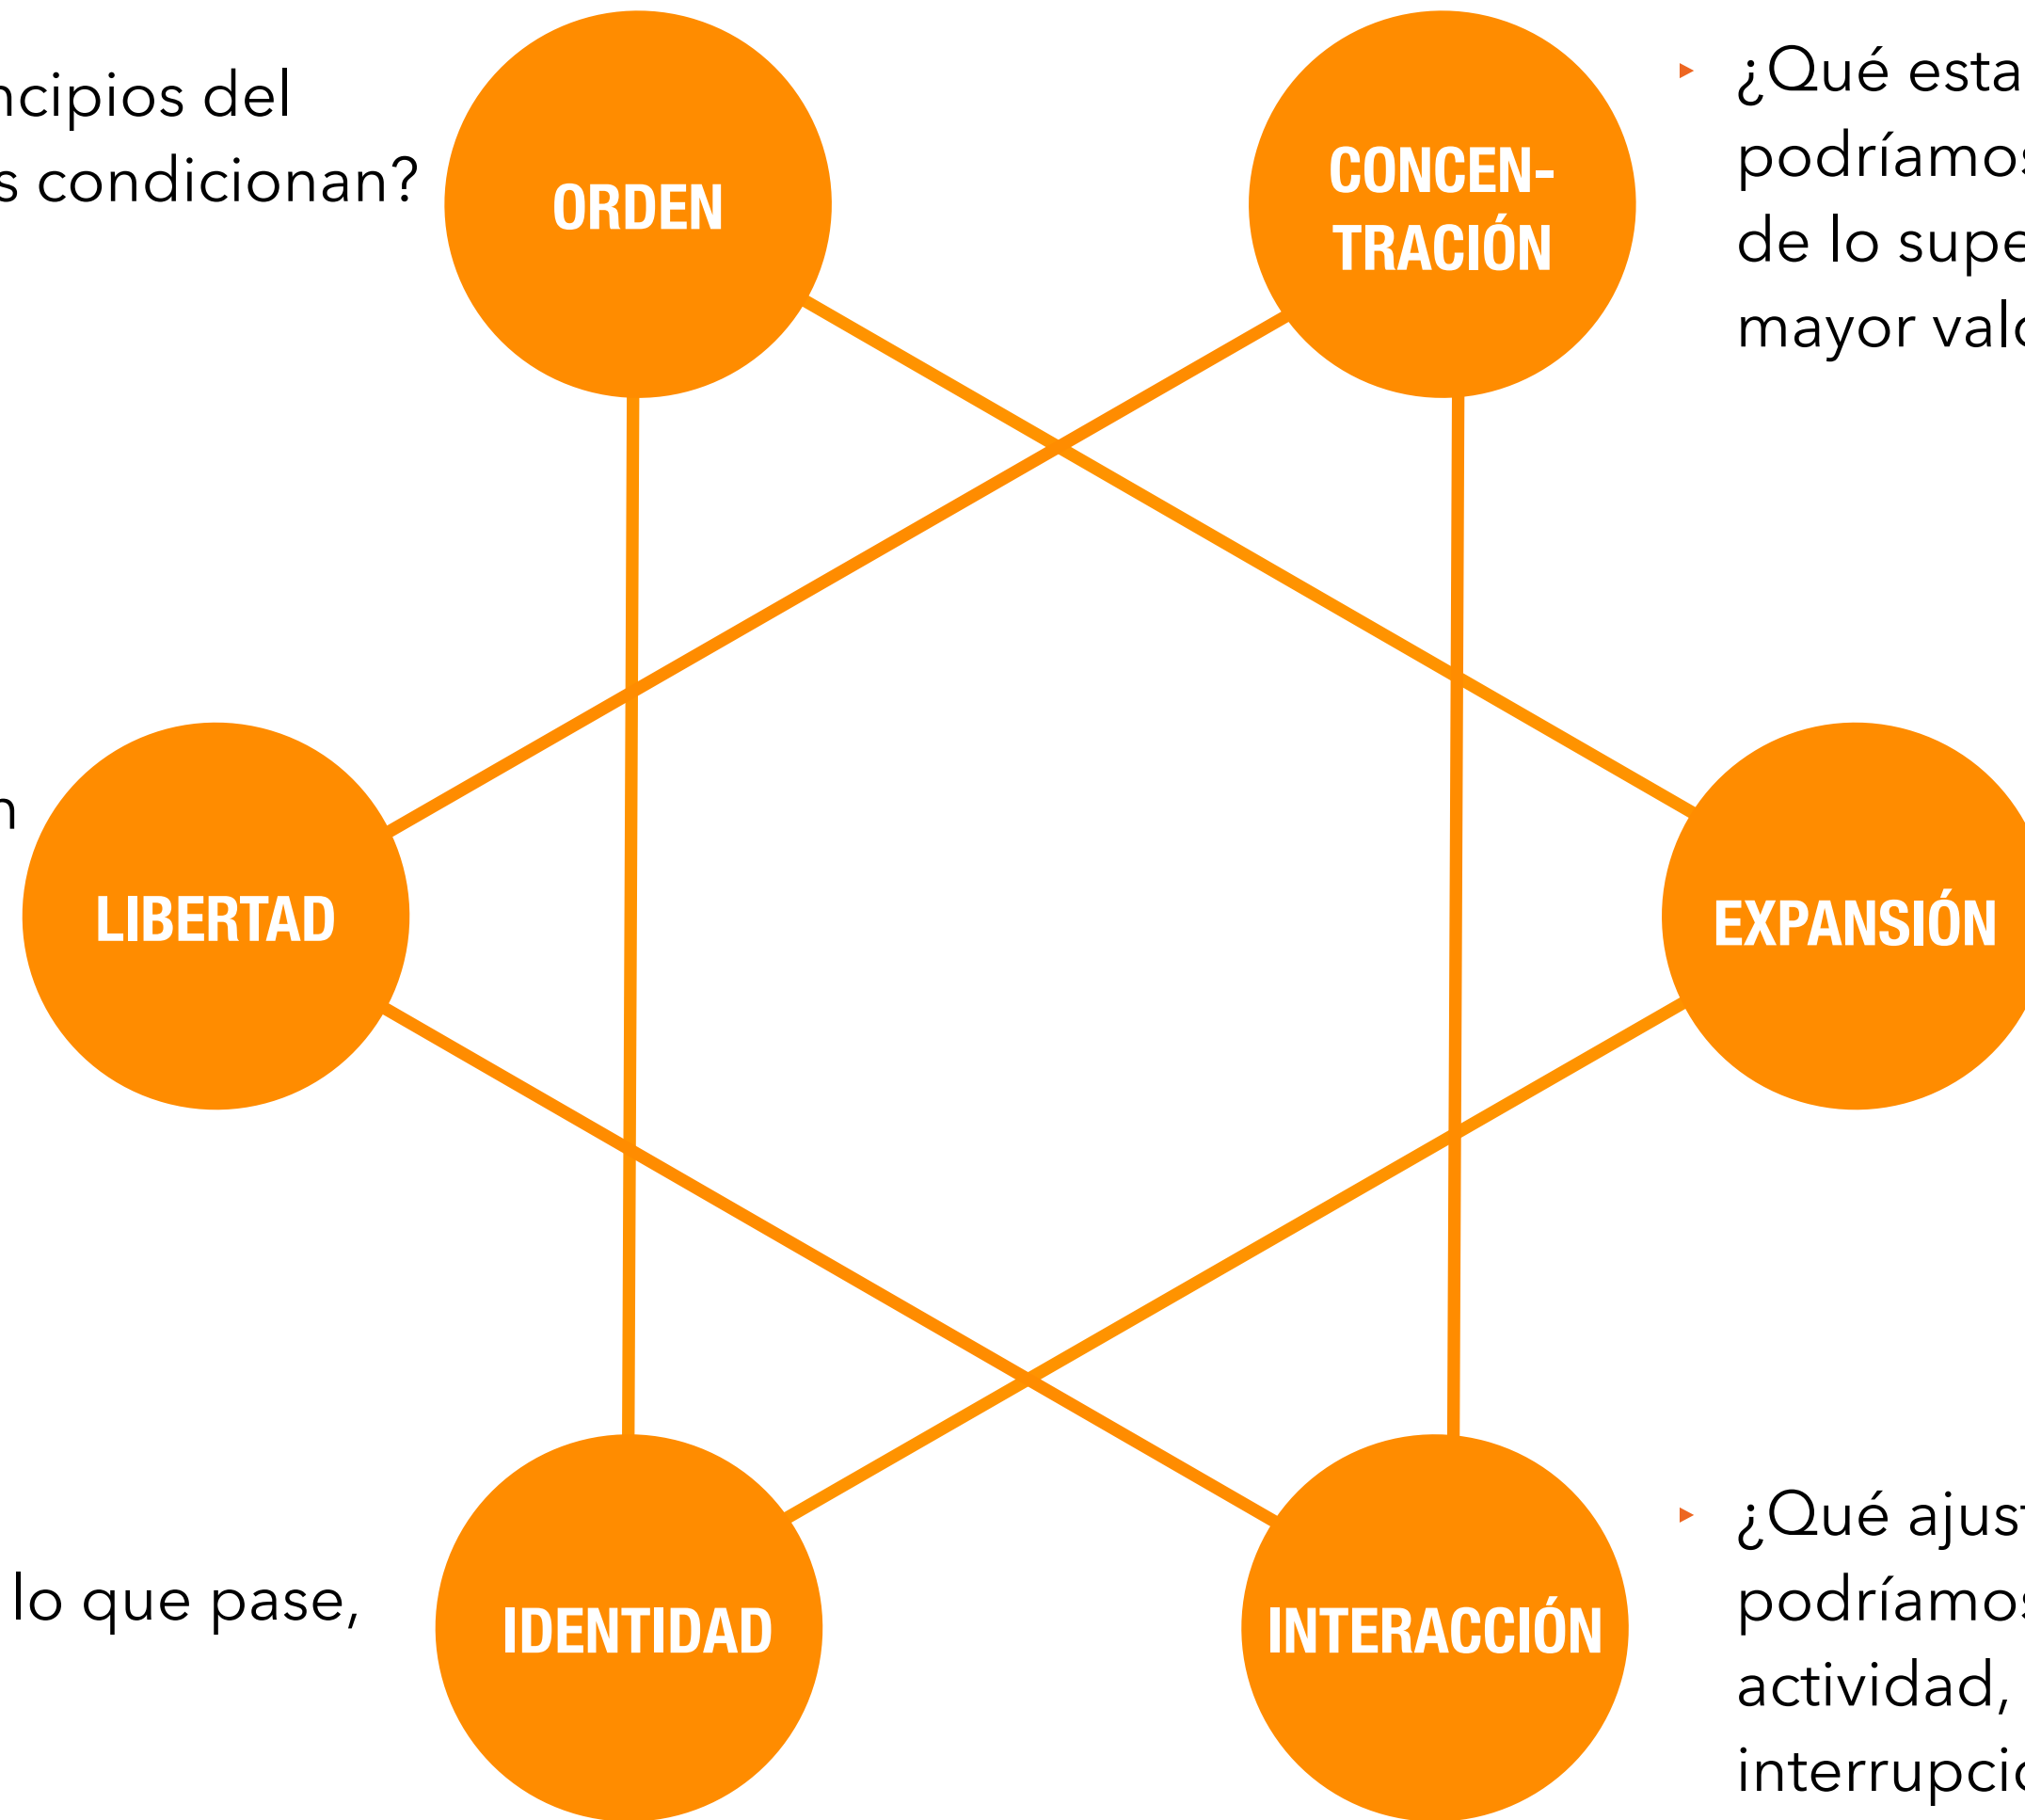 ncipios del
s condicionan?
ORDEN
CONCEN-
TRACIÓN
¿Qué esta
podríamos
de lo supe
mayor valo
n
LIBERTAD
EXPANSIÓN
lo que pase,
IDENTIDAD
INTERACCIÓN
¿Qué ajust
podríamos
actividad,
interrupcio